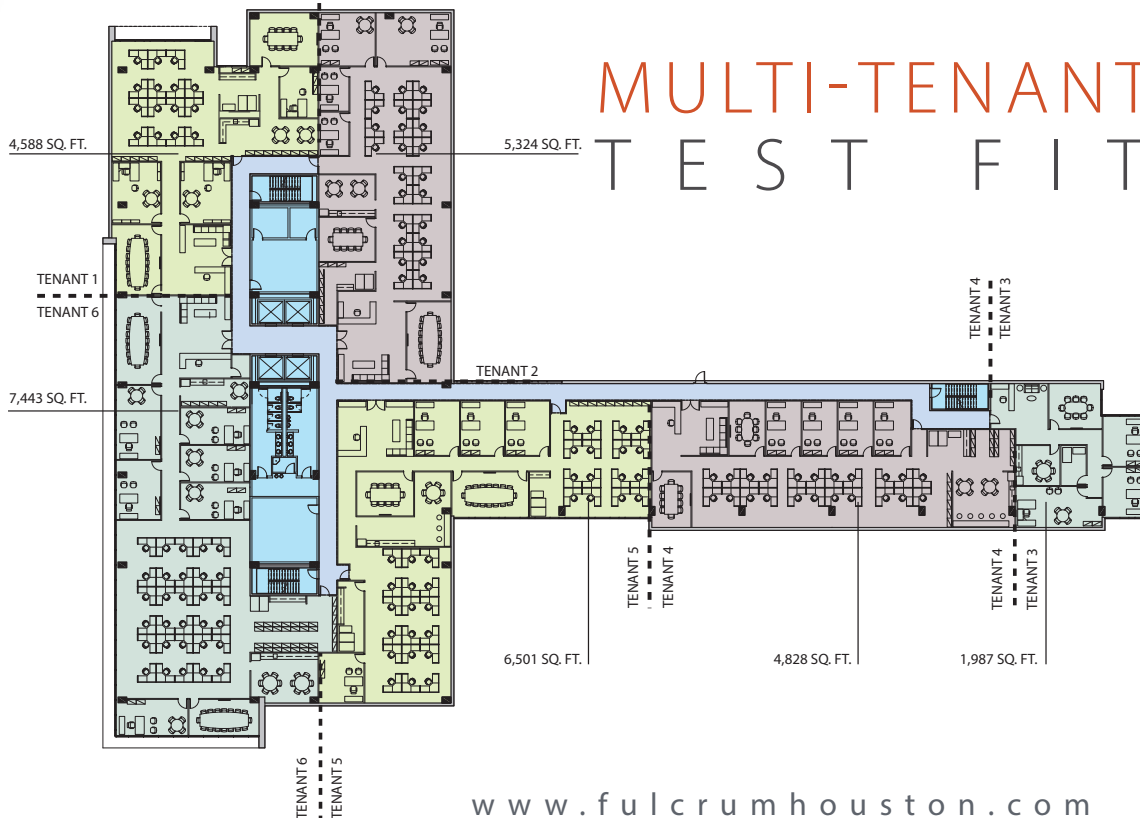 MULTI-TENANT
TEST FIT
4,588 SQ. FT.
5,324 SQ. FT.
TENANT 1
TENANT 6
TENANT 4
TENANT 3
TENANT 2
7,443 SQ. FT.
TENANT 5
TENANT 4
TENANT 4
TENANT 3
6,501 SQ. FT.
4,828 SQ. FT.
1,987 SQ. FT.
TENANT 6
TENANT 5
www.fulcrumhouston.com